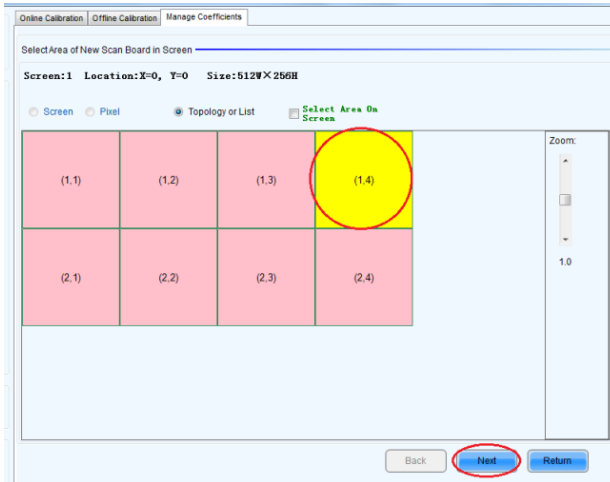 Online Calibration Offline Calibration Manage Coefficients
Select Area of New Scan Board in Screen
Screen:1 Location:X=0, Y=0 Size:512W×256H
Screen Pixel Topology or List Select Area On
Screen
Zoom:
(1,1) (1,2) (1,3) (1,4)
1.0
(2,1) (2,2) (2,3) (2,4)
Back Next Return